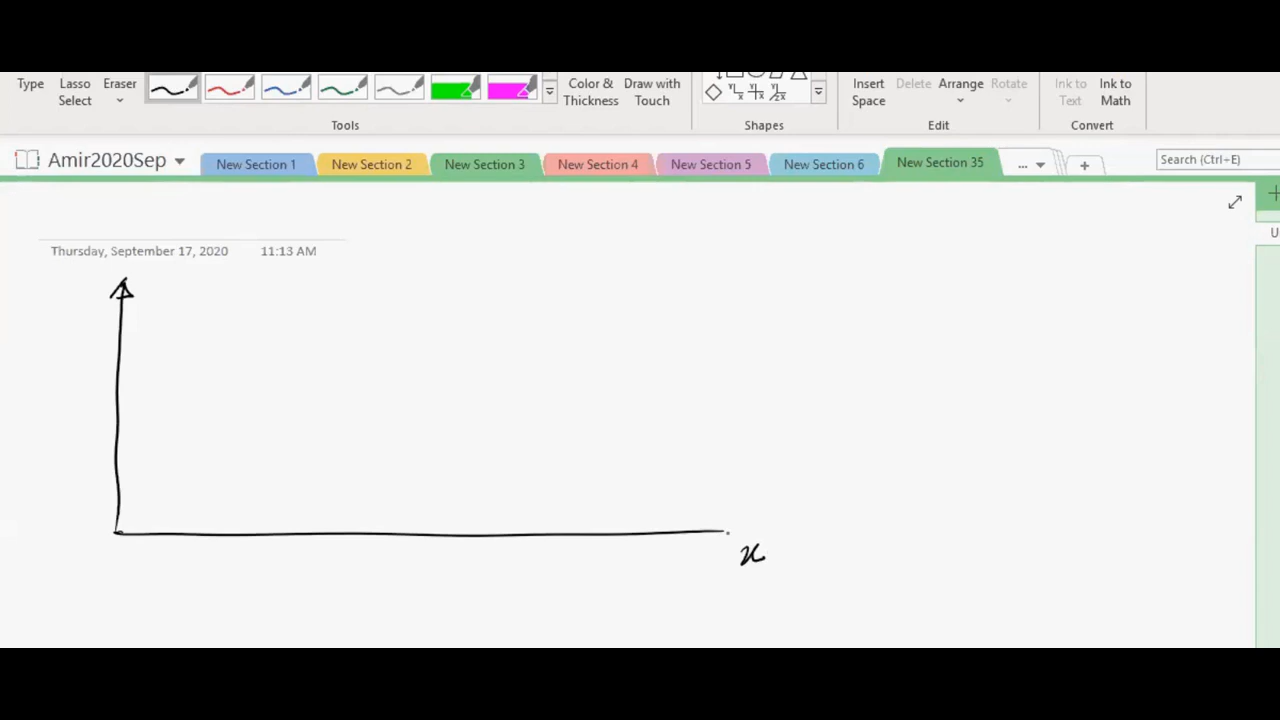 Type Lasso Select Eraser Color & Thickness Draw with Touch Insert Space Delete Arrange Rotate Ink to Text Ink to Math
Tools Shapes Edit Convert
Amir2020Sep New Section 1 New Section 2 New Section 3 New Section 4 New Section 5 New Section 6 New Section 35 ... + Search (Ctrl+E)
Thursday, September 17, 2020 11:13 AM
x